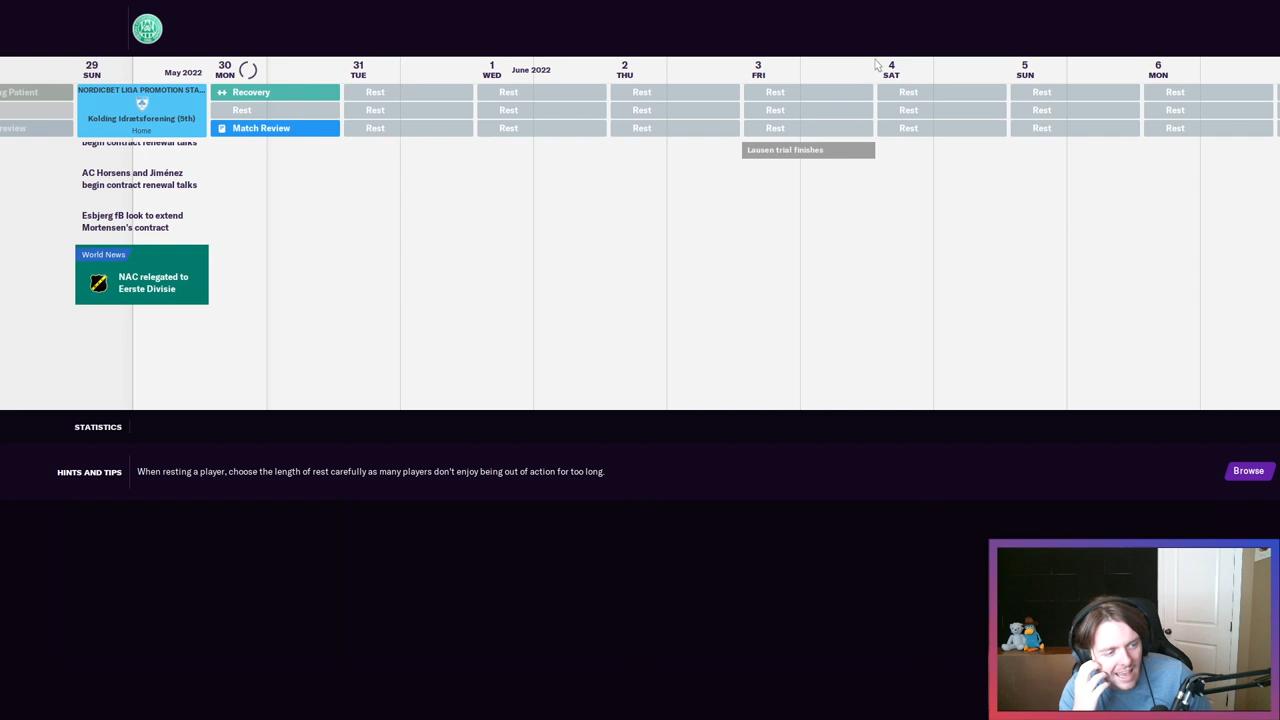 29
SUN
May 2022
30
MON
31
TUE
1
WED
June 2022
2
THU
3
FRI
4
SAT
5
SUN
6
MON
g Patient
NORDICBET LIGA PROMOTION STA...
Recovery
Rest
Rest
Rest
Rest
Rest
Rest
Rest
Kolding Idrætsforening (5th)
Rest
Rest
Rest
Rest
Rest
Rest
Rest
Rest
review
Home
Match Review
Rest
Rest
Rest
Rest
Rest
Rest
Rest
begin contract renewal talks
Lausen trial finishes
AC Horsens and Jiménez
begin contract renewal talks
Esbjerg fB look to extend
Mortensen's contract
World News
NAC relegated to
Eerste Divisie
STATISTICS
HINTS AND TIPS
When resting a player, choose the length of rest carefully as many players don't enjoy being out of action for too long.
Browse